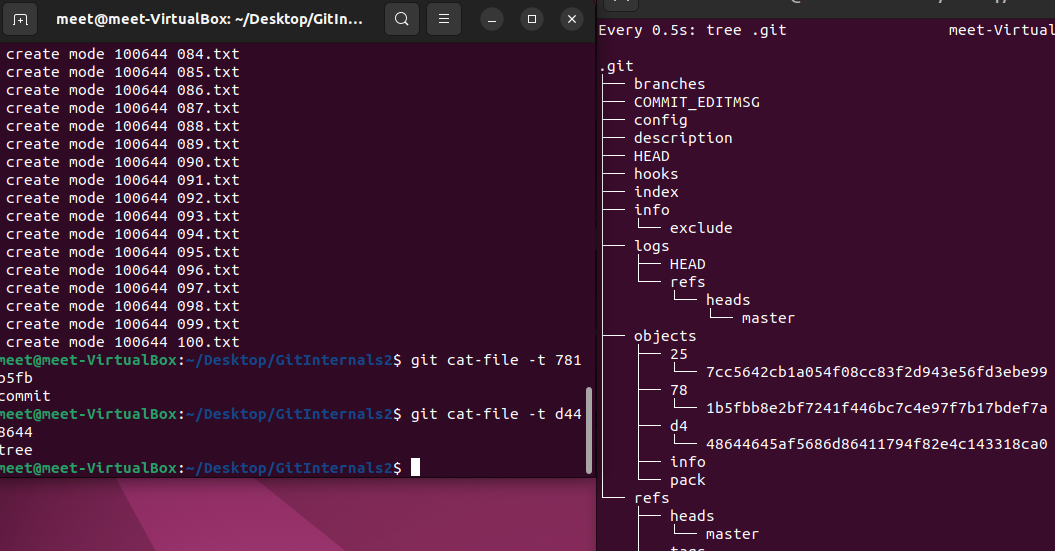 meet@meet-VirtualBox: ~/Desktop/GitIn...
create mode 100644 084.txt
create mode 100644 085.txt
create mode 100644 086.txt
create mode 100644 087.txt
create mode 100644 088.txt
create mode 100644 089.txt
create mode 100644 090.txt
create mode 100644 091.txt
create mode 100644 092.txt
create mode 100644 093.txt
create mode 100644 094.txt
create mode 100644 095.txt
create mode 100644 096.txt
create mode 100644 097.txt
create mode 100644 098.txt
create mode 100644 099.txt
create mode 100644 100.txt
meet@meet-VirtualBox:~/Desktop/GitInternals2$ git cat-file -t 781
b5fb
commit
meet@meet-VirtualBox:~/Desktop/GitInternals2$ git cat-file -t d44
8644
tree
meet@meet-VirtualBox:~/Desktop/GitInternals2$
Every 0.5s: tree .git meet-Virtual
.git
├── branches
├── COMMIT_EDITMSG
├── config
├── description
├── HEAD
├── hooks
├── index
├── info
│   └── exclude
├── logs
│   ├── HEAD
│   └── refs
│       └── heads
│           └── master
├── objects
│   ├── 25
│   │   └── 7cc5642cb1a054f08cc83f2d943e56fd3ebe99
│   ├── 78
│   │   └── 1b5fbb8e2bf7241f446bc7c4e97f7b17bdef7a
│   ├── d4
│   │   └── 48644645af5686d86411794f82e4c143318ca0
│   ├── info
│   └── pack
└── refs
    ├── heads
    │   └── master
    tags